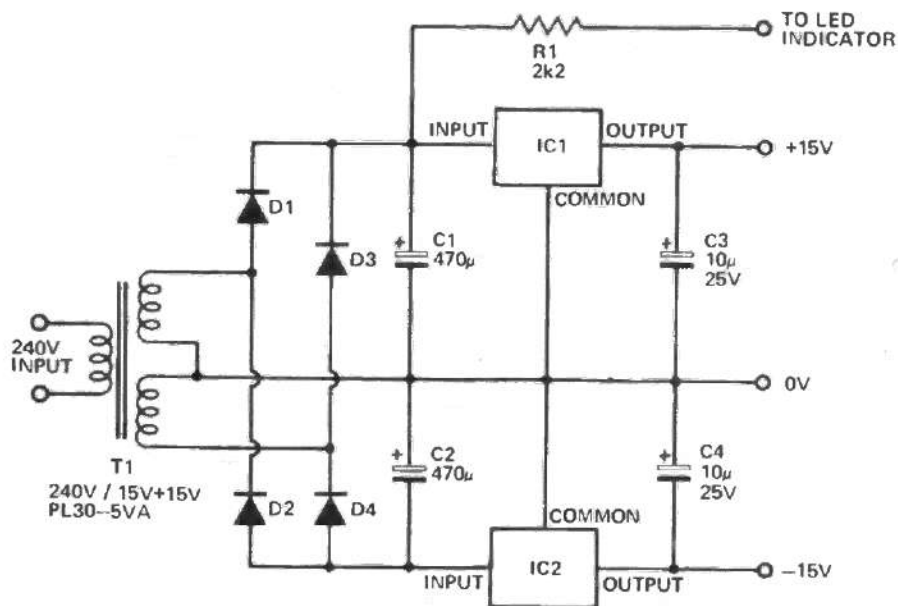 TO LED
INDICATOR
R1
2k2
INPUT
IC1
OUTPUT
+15V
COMMON
D1
D3
+
C1
470μ
+
C3
10μ
25V
240V
INPUT
0V
T1
240V / 15V+15V
PL30--5VA
D2
D4
+
C2
470μ
+
C4
10μ
25V
COMMON
INPUT
IC2
OUTPUT
–15V